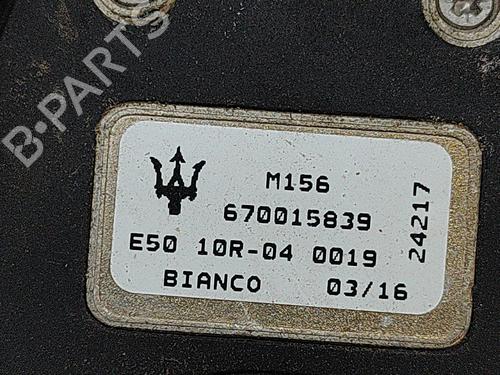 B-PARTS
M156
670015839
E50 10R-04 0019
BIANCO 03/16
24217